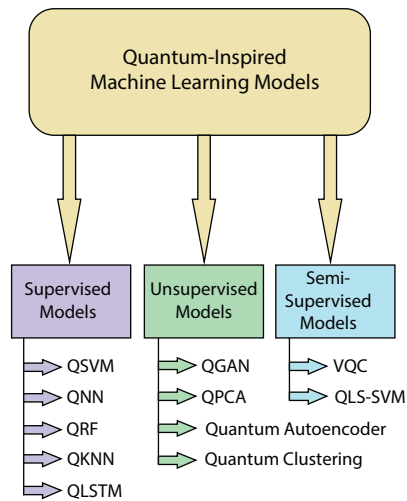 Quantum-Inspired
Machine Learning Models
Supervised
Models
QSVM
QNN
QRF
QKNN
QLSTM
Unsupervised
Models
QGAN
QPCA
Quantum Autoencoder
Quantum Clustering
Semi-
Supervised
Models
VQC
QLS-SVM